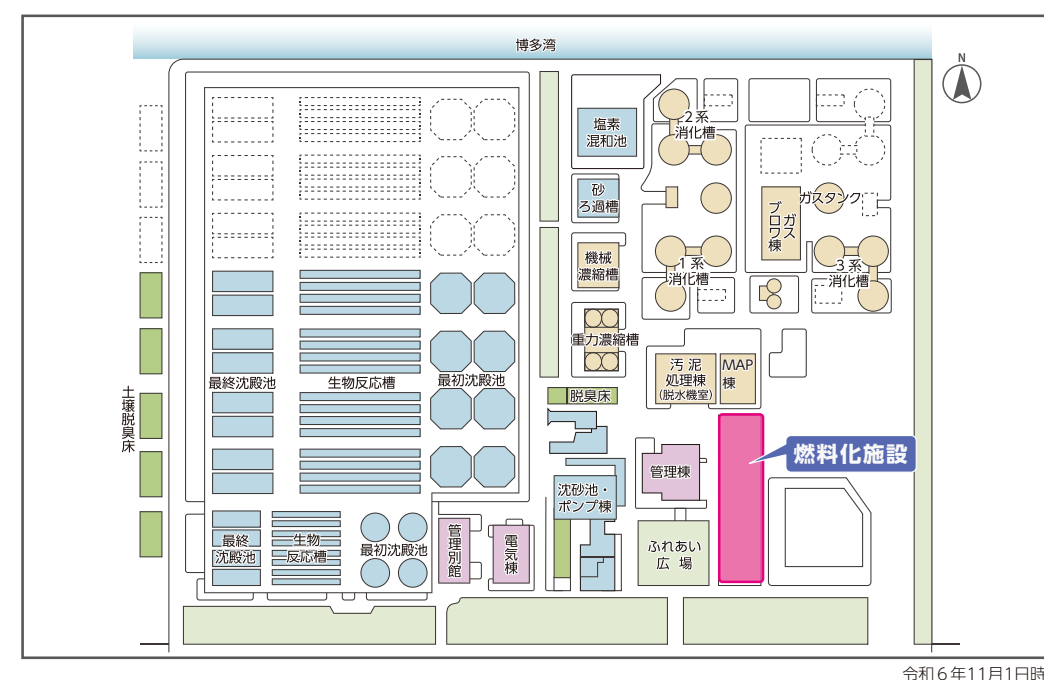 博多湾
N
塩素
混和池
2系
消化槽
砂
ろ過槽
ガスタンク
ガス
ブロワ棟
機械
濃縮槽
1系
消化槽
3系
消化槽
重力濃縮槽
汚泥
処理棟
(脱水機室)
MAP
棟
最終沈殿池
生物反応槽
最初沈殿池
脱臭床
土壌脱臭床
燃料化施設
管理棟
沈砂池・
ポンプ棟
最終
沈殿池
生物
反応槽
最初沈殿池
管理別館
電気棟
ふれあい
広場
令和6年11月1日時